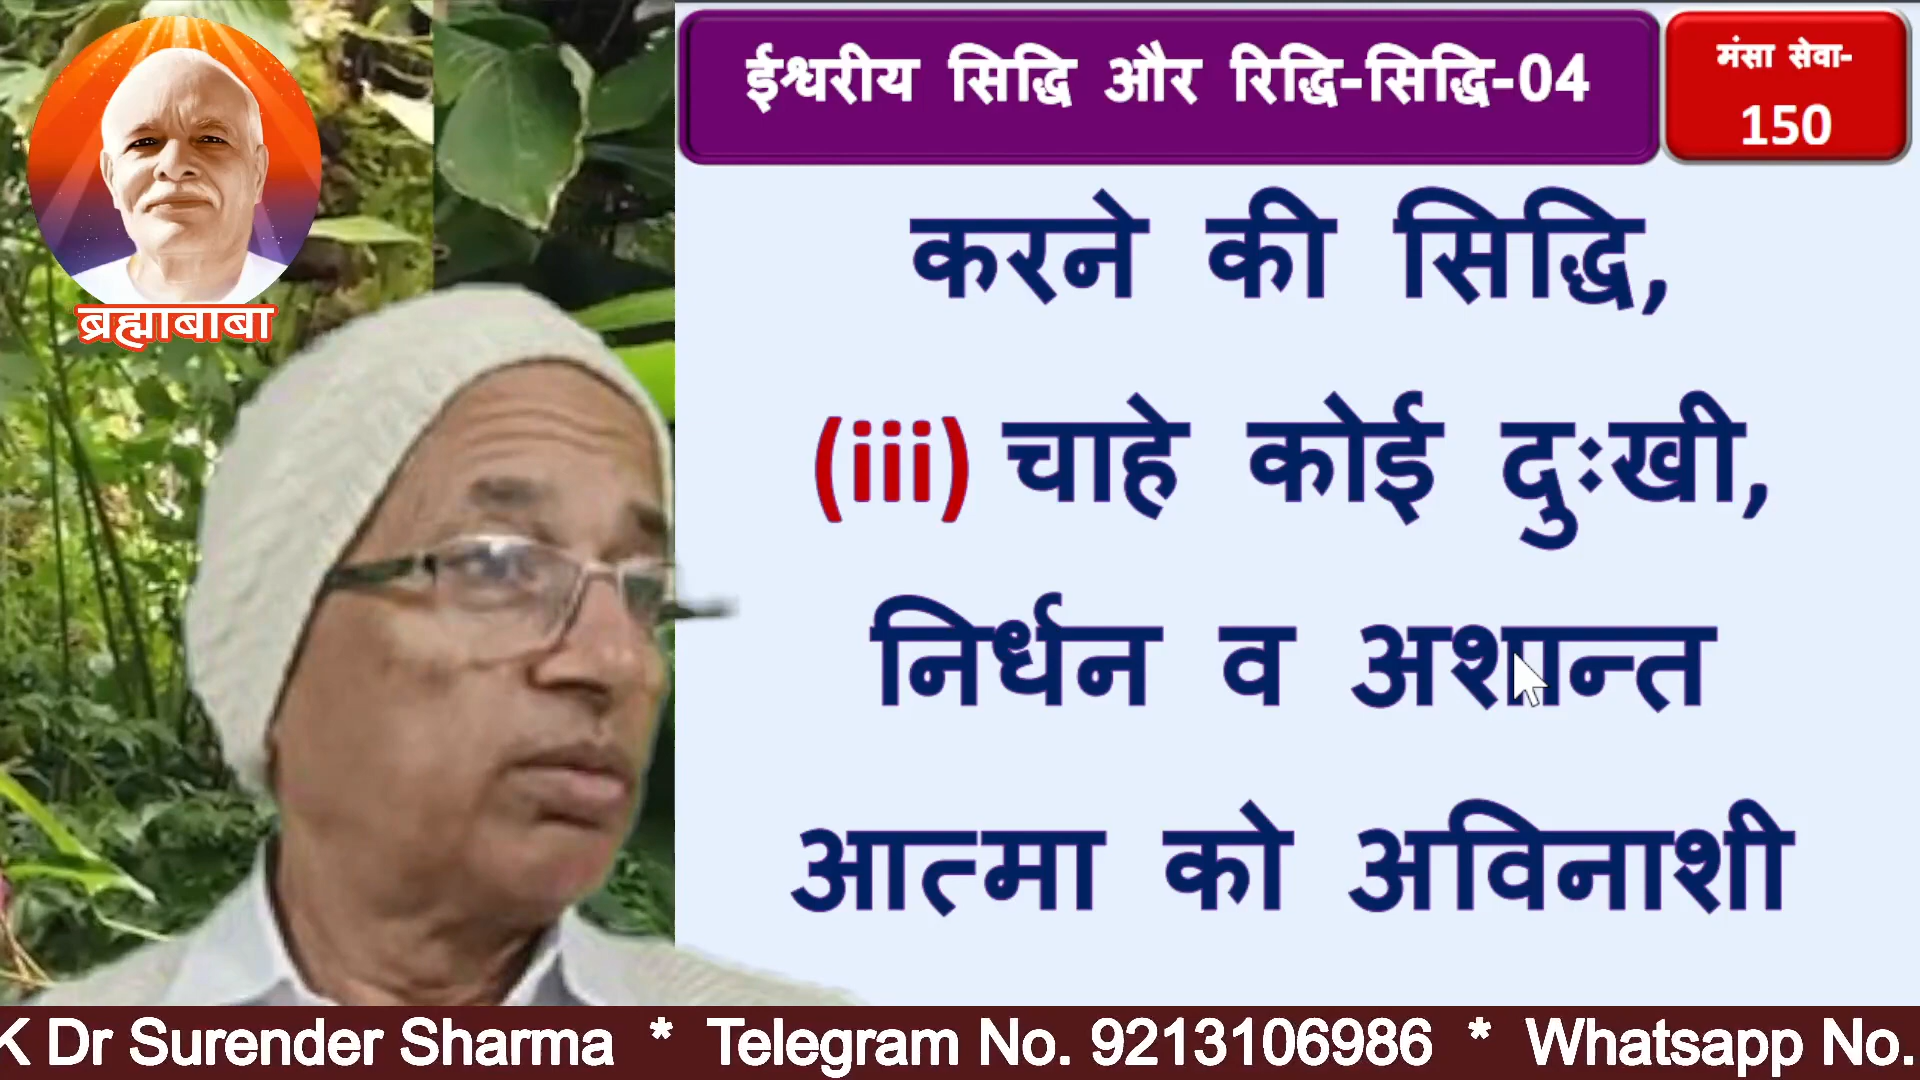 ईश्वरीय सिद्धि और रिद्धि-सिद्धि-04
मंसा सेवा-
150
ब्रह्माबाबा
करने की सिद्धि,
(iii) चाहे कोई दुःखी,
निर्धन व अशान्त
आत्मा को अविनाशी
K Dr Surender Sharma * Telegram No. 9213106986 * Whatsapp No.